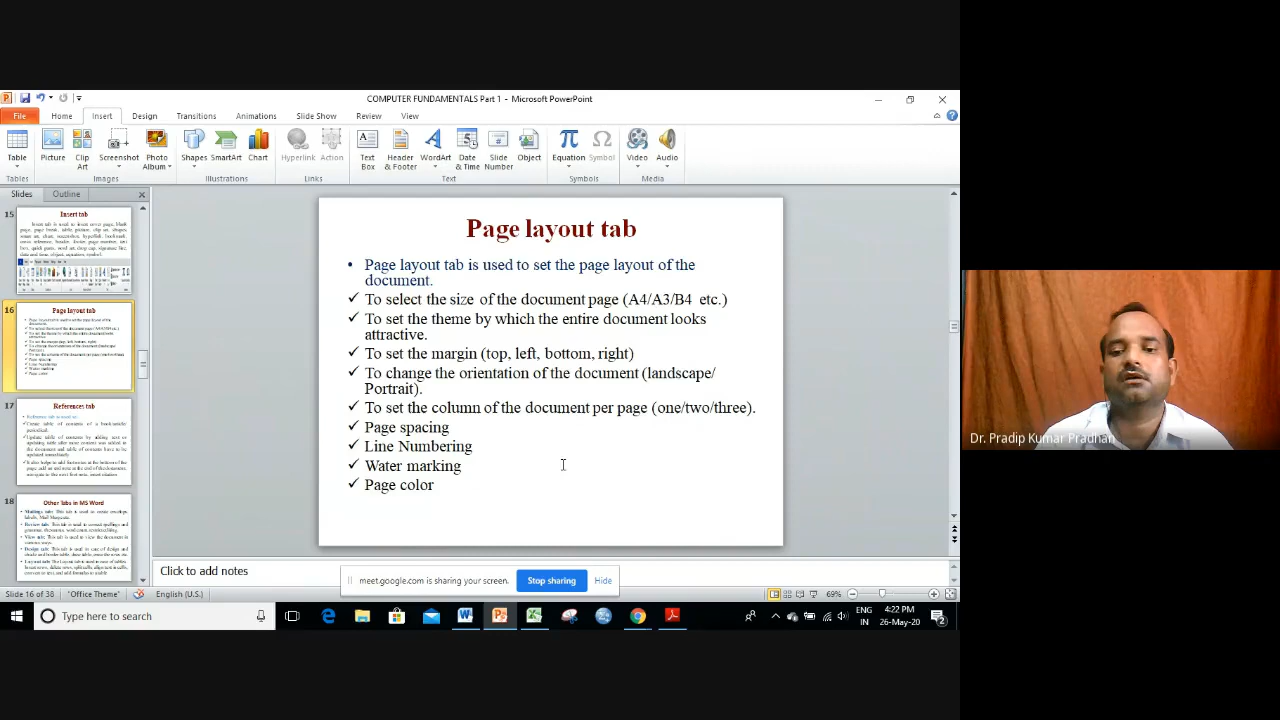 COMPUTER FUNDAMENTALS Part 1 - Microsoft PowerPoint
File Home Insert Design Transitions Animations Slide Show Review View
Table Picture Clip Art Screenshot Photo Album Shapes SmartArt Chart Hyperlink Action Text Box Header & Footer WordArt Date & Time Slide Number Object Equation Symbol Video Audio
Tables Images Illustrations Links Text Symbols Media
Slides Outline
15
Insert tab
16
Page layout tab
17
References tab
18
Other Tabs in MS Word
Page layout tab
• Page layout tab is used to set the page layout of the
document.
✓ To select the size of the document page (A4/A3/B4 etc.)
✓ To set the theme by which the entire document looks
attractive.
✓ To set the margin(top, left, bottom, right)
✓ To change the orientation of the document (landscape/
Portrait).
✓ To set the column of the document per page (one/two/three).
✓ Page spacing
✓ Line Numbering
✓ Water marking
✓ Page color
Click to add notes
meet.google.com is sharing your screen. Stop sharing Hide
Slide 16 of 38 "Office Theme" English (U.S.) 69%
Type here to search
ENG
IN
4:22 PM
26-May-20
2
Dr. Pradip Kumar Pradhan